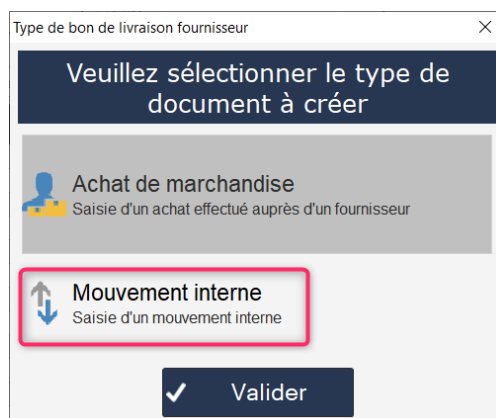 Type de bon de livraison fournisseur
Veuillez sélectionner le type de
document à créer
Achat de marchandise
Saisie d'un achat effectué auprès d'un fournisseur
Mouvement interne
Saisie d'un mouvement interne
Valider